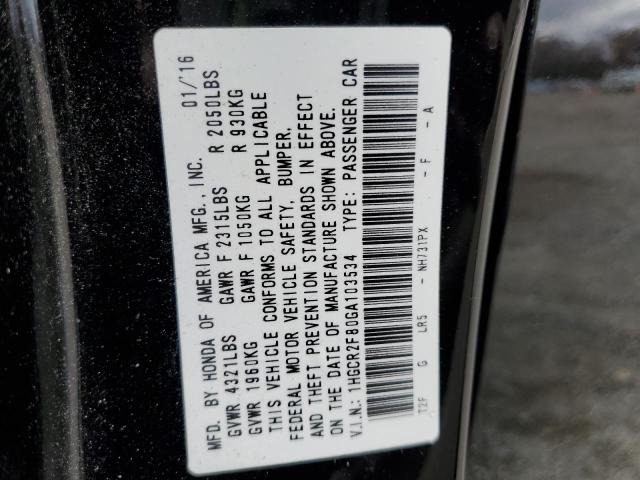 MFD. BY HONDA OF AMERICA MFG., INC. 01/'16
GVWR 4321LBS GAWR F 2315LBS R 2050LBS
GVWR 1960KG GAWR F 1050KG R 930KG
THIS VEHICLE CONFORMS TO ALL APPLICABLE
FEDERAL MOTOR VEHICLE SAFETY, BUMPER,
AND THEFT PREVENTION STANDARDS IN EFFECT
ON THE DATE OF MANUFACTURE SHOWN ABOVE.
V.I.N.: 1HGCR2F80GA103534 TYPE: PASSENGER CAR
T2F G LR5 - NH731PX - F - A